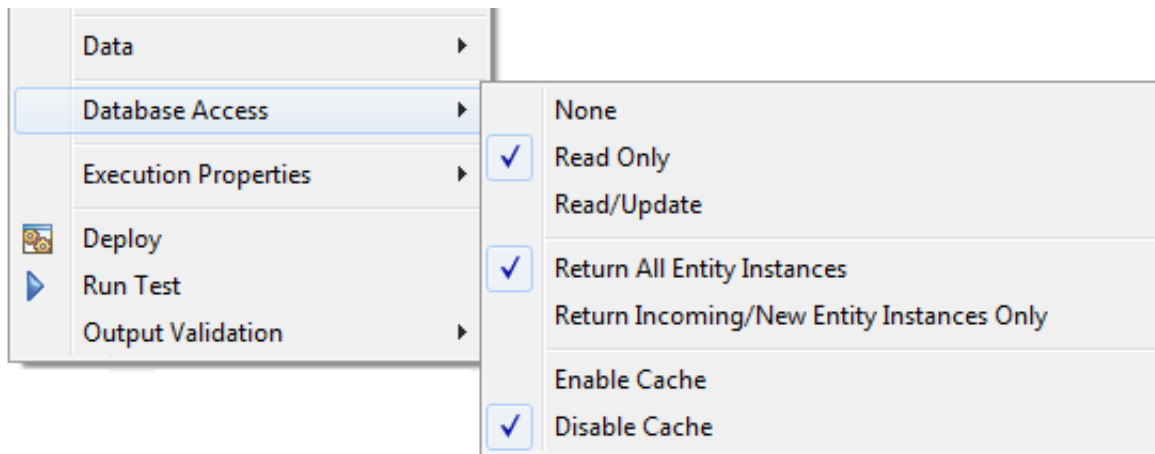 Data
Database Access
Execution Properties
Deploy
Run Test
Output Validation
None
Read Only
Read/Update
Return All Entity Instances
Return Incoming/New Entity Instances Only
Enable Cache
Disable Cache